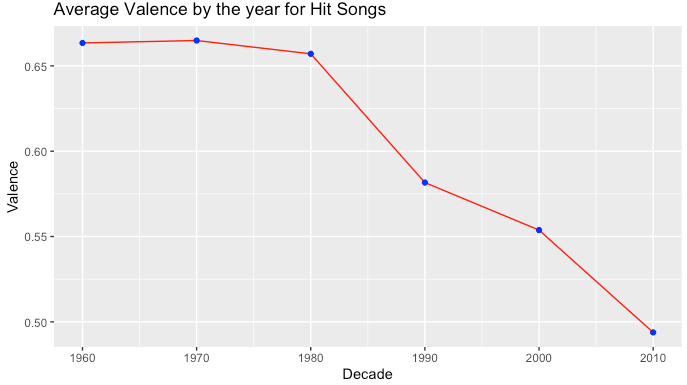 Average Valence by the year for Hit Songs
Valence
0.65
0.60
0.55
0.50
1960 1970 1980 1990 2000 2010
Decade